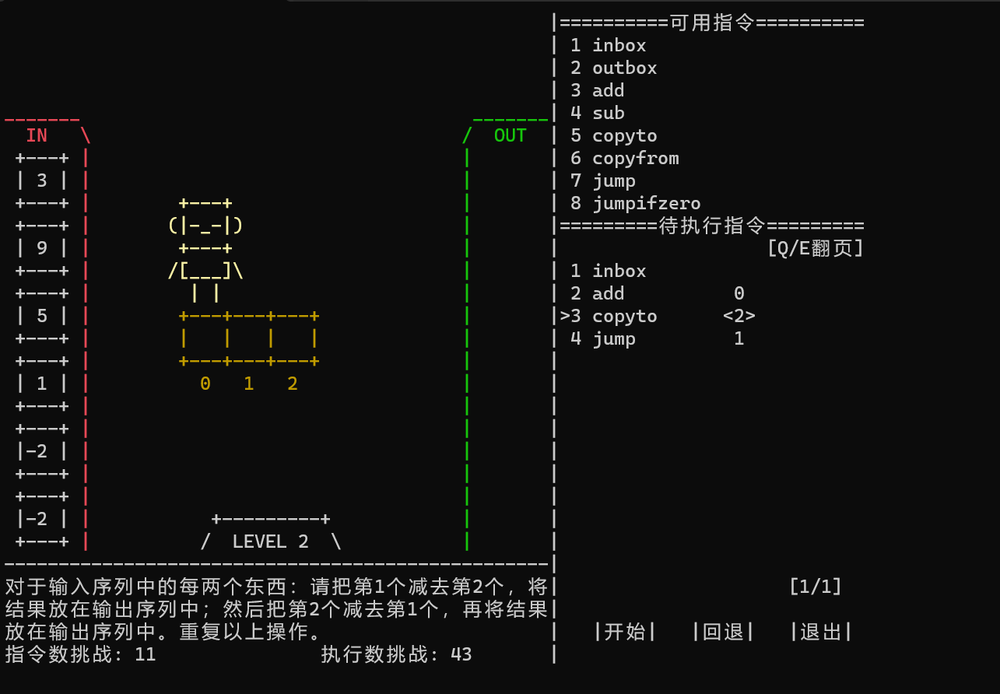 ==========可用指令==========
1 inbox
2 outbox
3 add
4 sub
5 copyto
6 copyfrom
7 jump
8 jumpifzero
=========待执行指令=========
[Q/E翻页]
1 inbox
2 add 0
>3 copyto <2>
4 jump 1
[1/1]
|开始| |回退| |退出|
IN
3
9
5
1
-2
-2
(|-_-|)
/[___]\
0 1 2
OUT
LEVEL 2
对于输入序列中的每两个东西：请把第1个减去第2个，将
结果放在输出序列中；然后把第2个减去第1个，再将结果
放在输出序列中。重复以上操作。
指令数挑战：11 执行数挑战：43